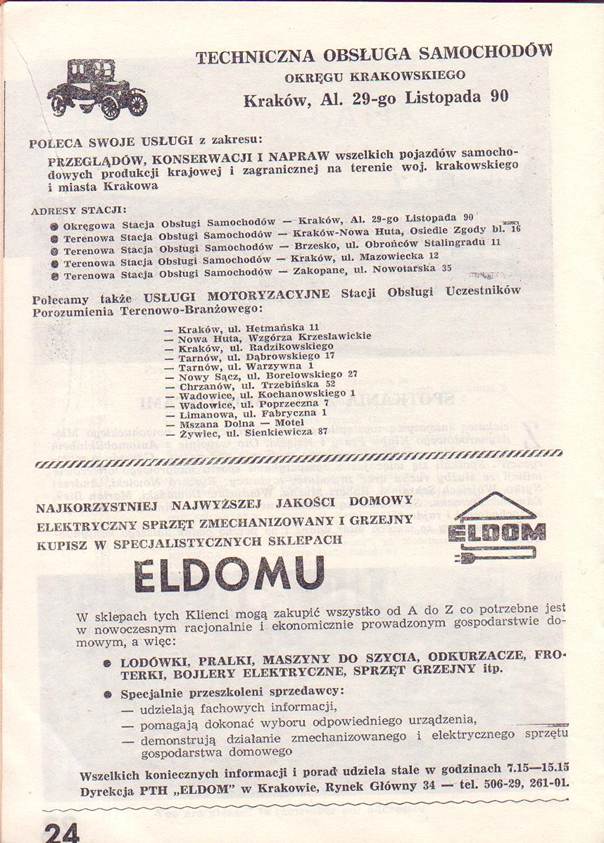 TECHNICZNA OBSŁUGA SAMOCHODÓW
OKRĘGU KRAKOWSKIEGO
Kraków, Al. 29-go Listopada 90
POLECA SWOJE USŁUGI z zakresu:
PRZEGLĄDÓW, KONSERWACJI I NAPRAW wszelkich pojazdów samocho-
dowych produkcji krajowej i zagranicznej na terenie woj. krakowskiego
i miasta Krakowa
ADRESY STACJI:
● Okręgowa Stacja Obsługi Samochodów — Kraków, Al. 29-go Listopada 90
● Terenowa Stacja Obsługi Samochodów — Kraków-Nowa Huta, Osiedle Zgody bl. 16
● Terenowa Stacja Obsługi Samochodów — Brzesko, ul. Obrońców Stalingradu 11
● Terenowa Stacja Obsługi Samochodów — Kraków, ul. Mazowiecka 12
● Terenowa Stacja Obsługi Samochodów — Zakopane, ul. Nowotarska 35
Polecamy także USŁUGI MOTORYZACYJNE Stacji Obsługi Uczestników
Porozumienia Terenowo-Branżowego:
— Kraków, ul. Hetmańska 11
— Nowa Huta, Wzgórza Krzesławickie
— Kraków, ul. Radzikowskiego
— Tarnów, ul. Dąbrowskiego 17
— Tarnów, ul. Warzywna 1
— Nowy Sącz, ul. Borelowskiego 27
— Chrzanów, ul. Trzebińska 52
— Wadowice, ul. Kochanowskiego 1
— Wadowice, ul. Poprzeczna 7
— Limanowa, ul. Fabryczna 1
— Mszana Dolna — Motel
— Żywiec, ul. Sienkiewicza 87
NAJKORZYSTNIEJ NAJWYŻSZEJ JAKOŚCI DOMOWY
ELEKTRYCZNY SPRZĘT ZMECHANIZOWANY I GRZEJNY
KUPISZ W SPECJALISTYCZNYCH SKLEPACH
ELDOM
ELDOMU
W sklepach tych Klienci mogą zakupić wszystko od A do Z co potrzebne jest
w nowoczesnym racjonalnie i ekonomicznie prowadzonym gospodarstwie do-
mowym, a więc:
● LODÓWKI, PRALKI, MASZYNY DO SZYCIA, ODKURZACZE, FRO-
TERKI, BOJLERY ELEKTRYCZNE, SPRZĘT GRZEJNY itp.
● Specjalnie przeszkoleni sprzedawcy:
— udzielają fachowych informacji,
— pomagają dokonać wyboru odpowiedniego urządzenia,
— demonstrują działanie zmechanizowanego i elektrycznego sprzętu
gospodarstwa domowego
Wszelkich koniecznych informacji i porad udziela stale w godzinach 7.15—15.15
Dyrekcja PTH „ELDOM" w Krakowie, Rynek Główny 34 — tel. 506-29, 261-01.
24